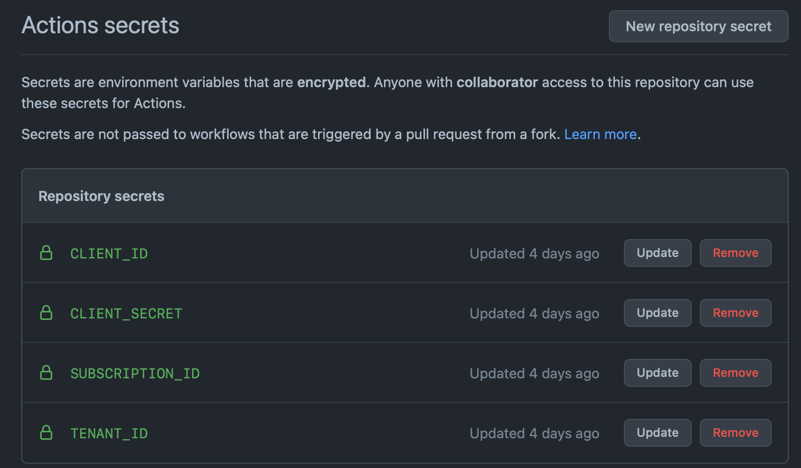 Actions secrets
New repository secret
Secrets are environment variables that are encrypted. Anyone with collaborator access to this repository can use
these secrets for Actions.
Secrets are not passed to workflows that are triggered by a pull request from a fork. Learn more.
Repository secrets
CLIENT_ID Updated 4 days ago Update Remove
CLIENT_SECRET Updated 4 days ago Update Remove
SUBSCRIPTION_ID Updated 4 days ago Update Remove
TENANT_ID Updated 4 days ago Update Remove